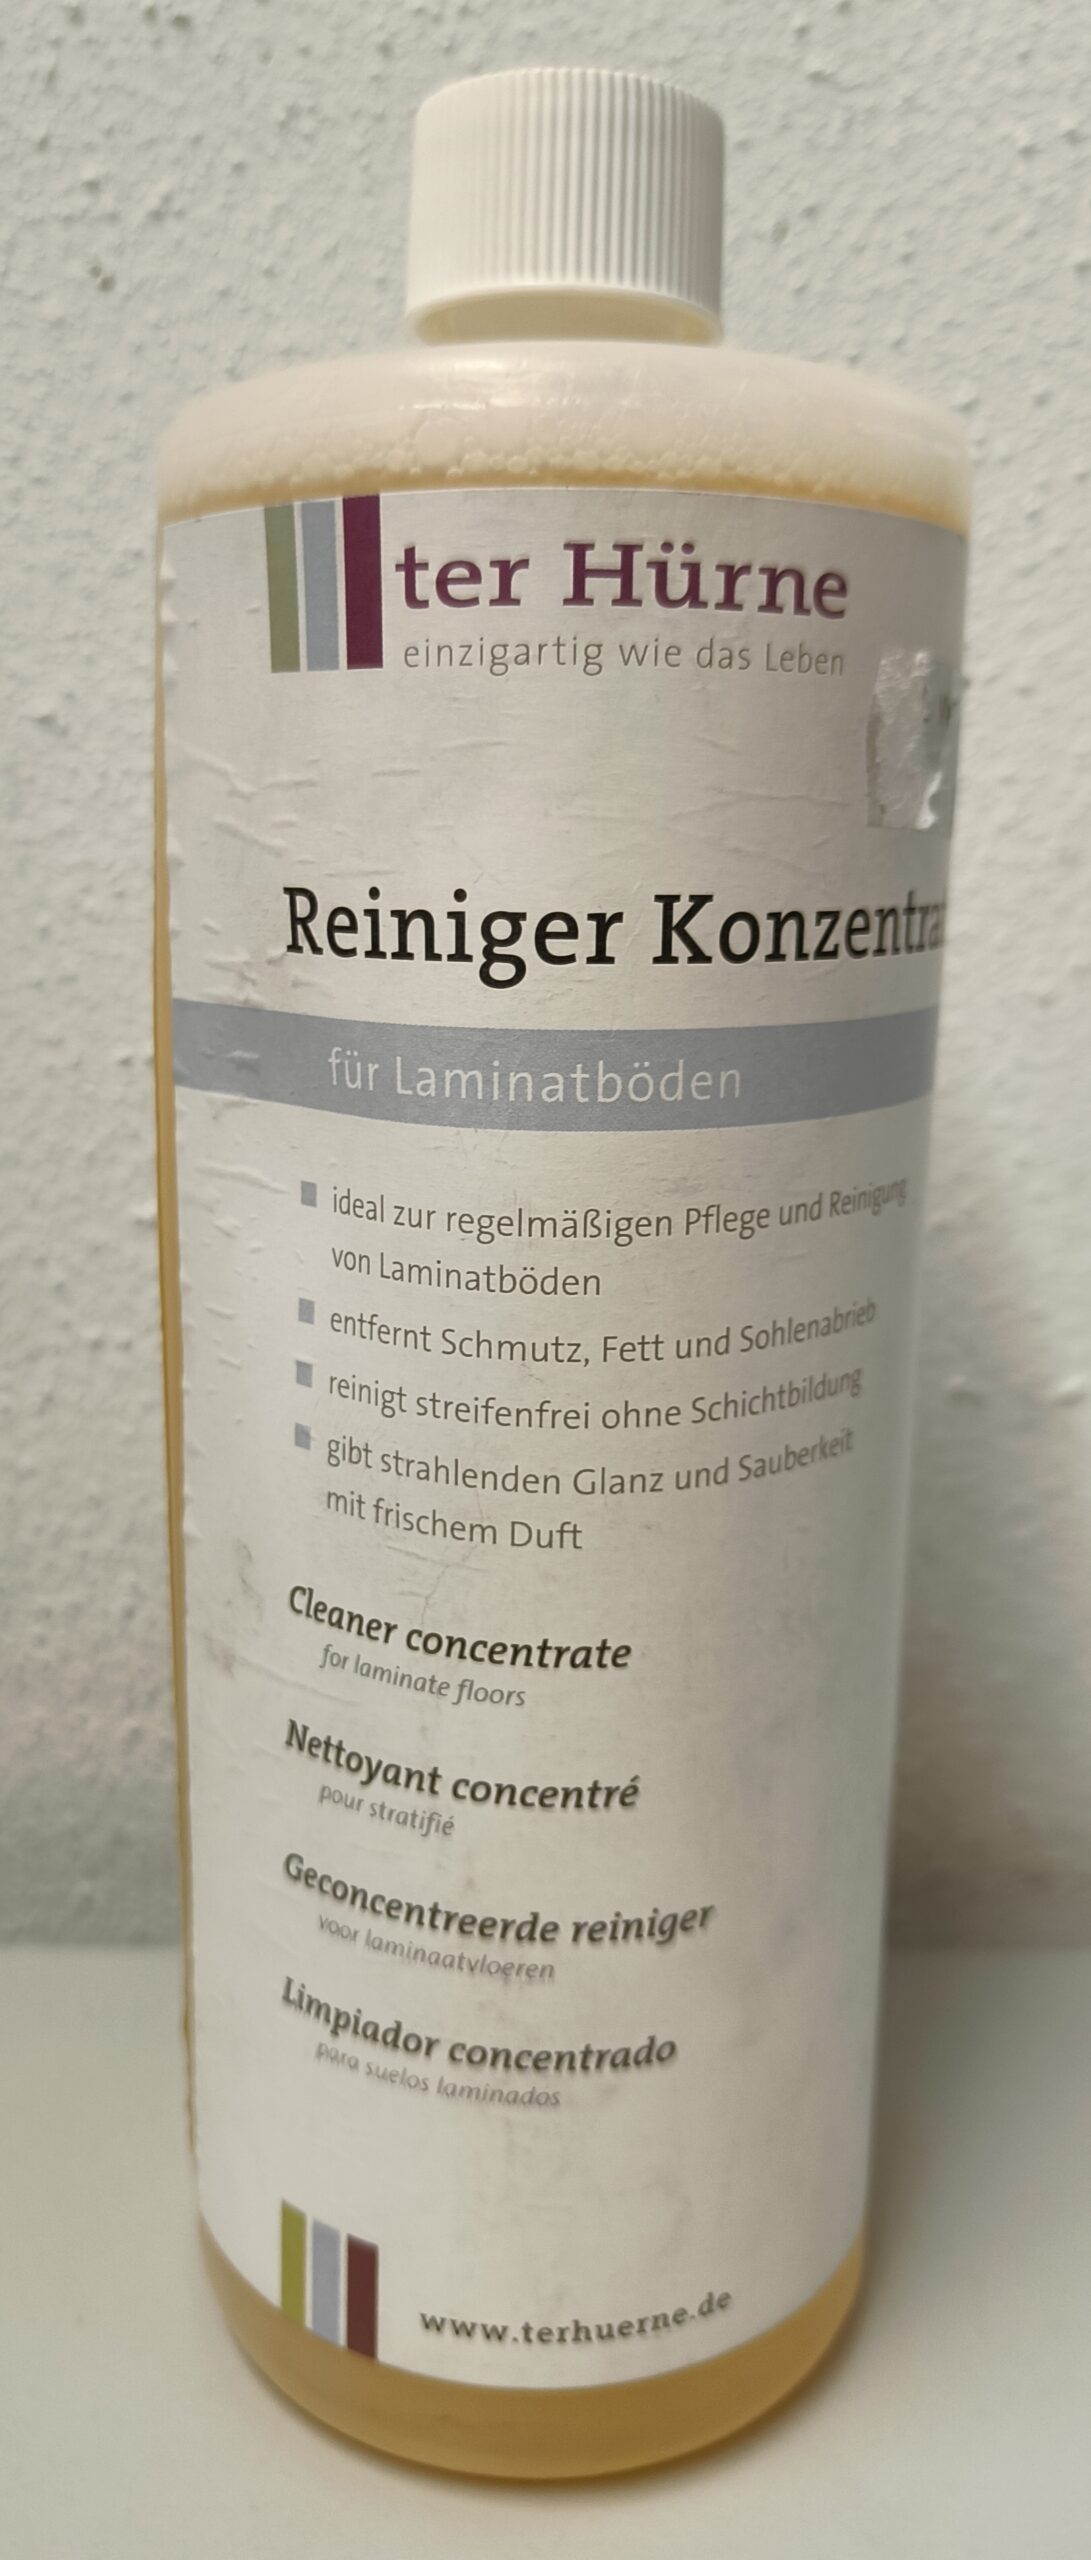 ter Hürne
einzigartig wie das Leben
Reiniger Konzentrat
für Laminatböden
ideal zur regelmäßigen Pflege und Reinigung
von Laminatböden
entfernt Schmutz, Fett und Sohlenabrieb
reinigt streifenfrei ohne Schichtbildung
gibt strahlenden Glanz und Sauberkeit
mit frischem Duft
Cleaner concentrate
for laminate floors
Nettoyant concentré
pour stratifié
Geconcentreerde reiniger
voor laminaatvloeren
Limpiador concentrado
para suelos laminados
www.terhuerne.de